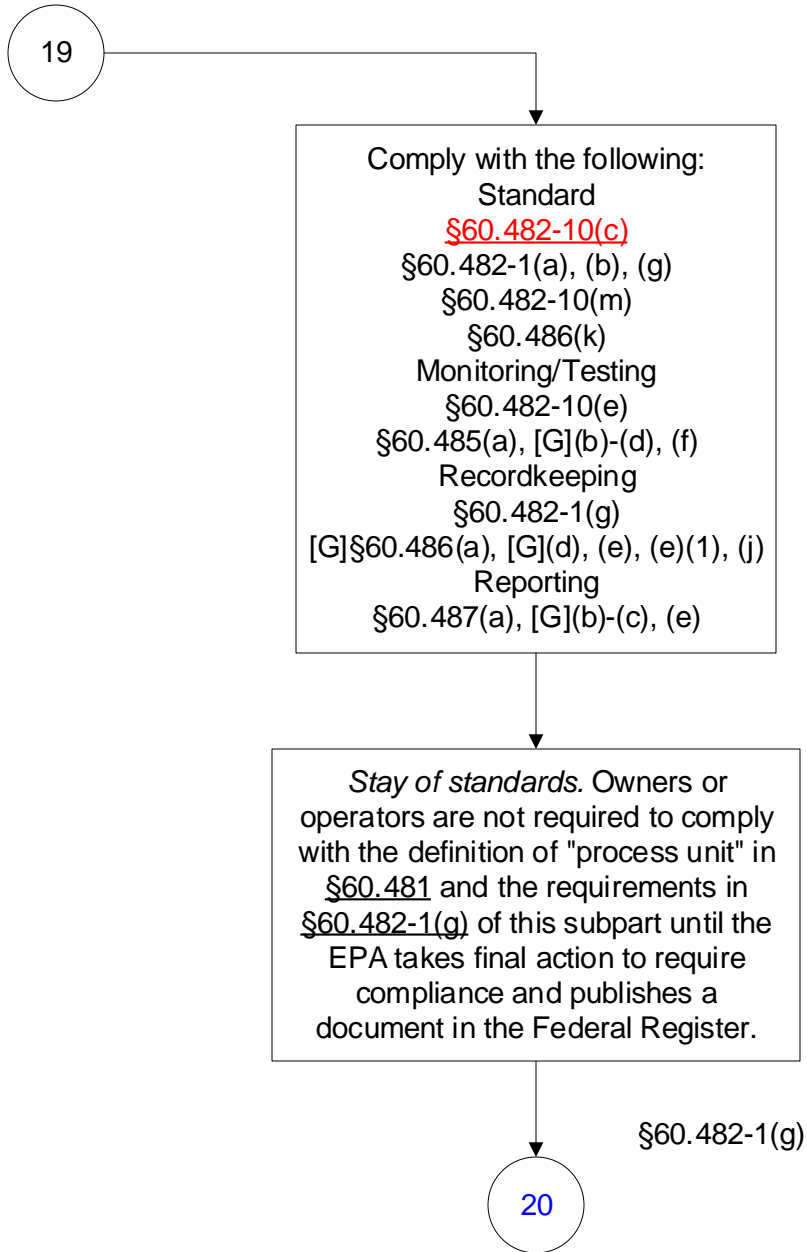 19
Comply with the following:
Standard
§60.482-10(c)
§60.482-1(a), (b), (g)
§60.482-10(m)
§60.486(k)
Monitoring/Testing
§60.482-10(e)
§60.485(a), [G](b)-(d), (f)
Recordkeeping
§60.482-1(g)
[G]§60.486(a), [G](d), (e), (e)(1), (j)
Reporting
§60.487(a), [G](b)-(c), (e)
Stay of standards. Owners or
operators are not required to comply
with the definition of "process unit" in
§60.481 and the requirements in
§60.482-1(g) of this subpart until the
EPA takes final action to require
compliance and publishes a
document in the Federal Register.
§60.482-1(g)
20